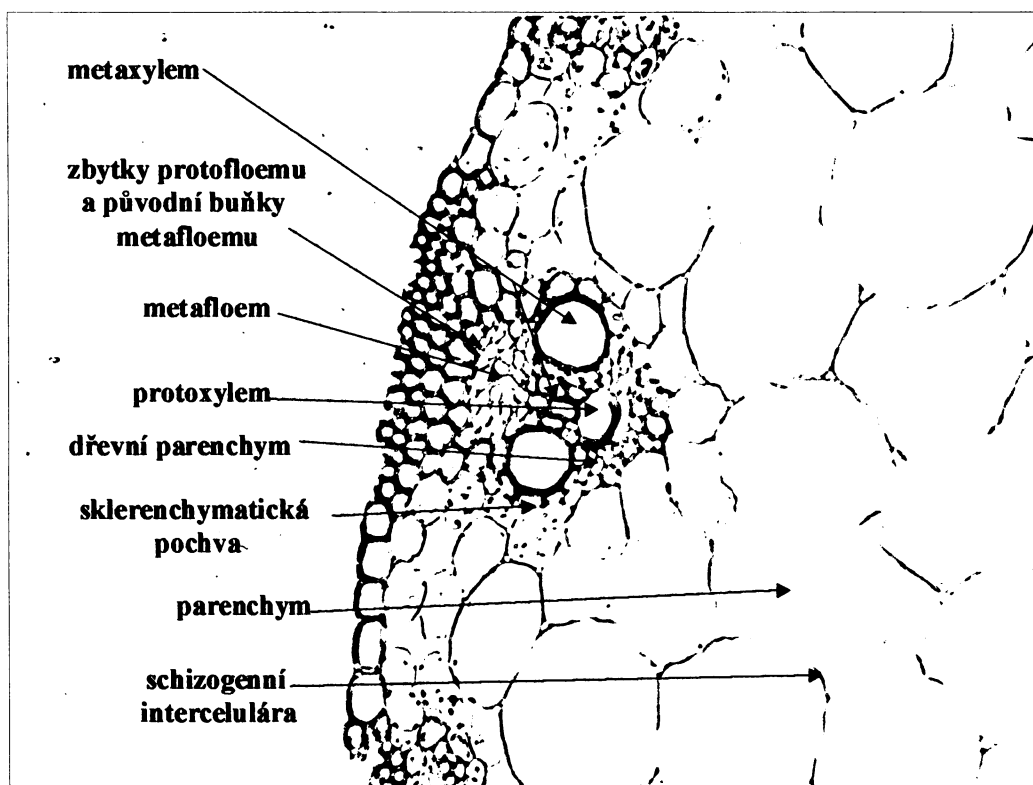 metaxylem
zbytky protofloemu
a původní buňky
metafloemu
metafloem
protoxylem
dřevní parenchym
sklerenchymatická
pochva
parenchym
schizogenní
intercelulára